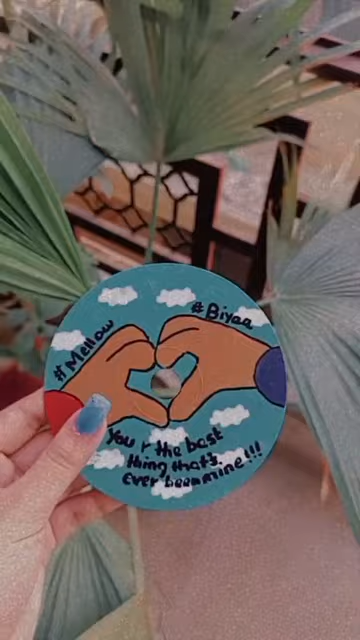 #Mellow
#Biyaa
You r the best
thing that's
ever been mine!!!